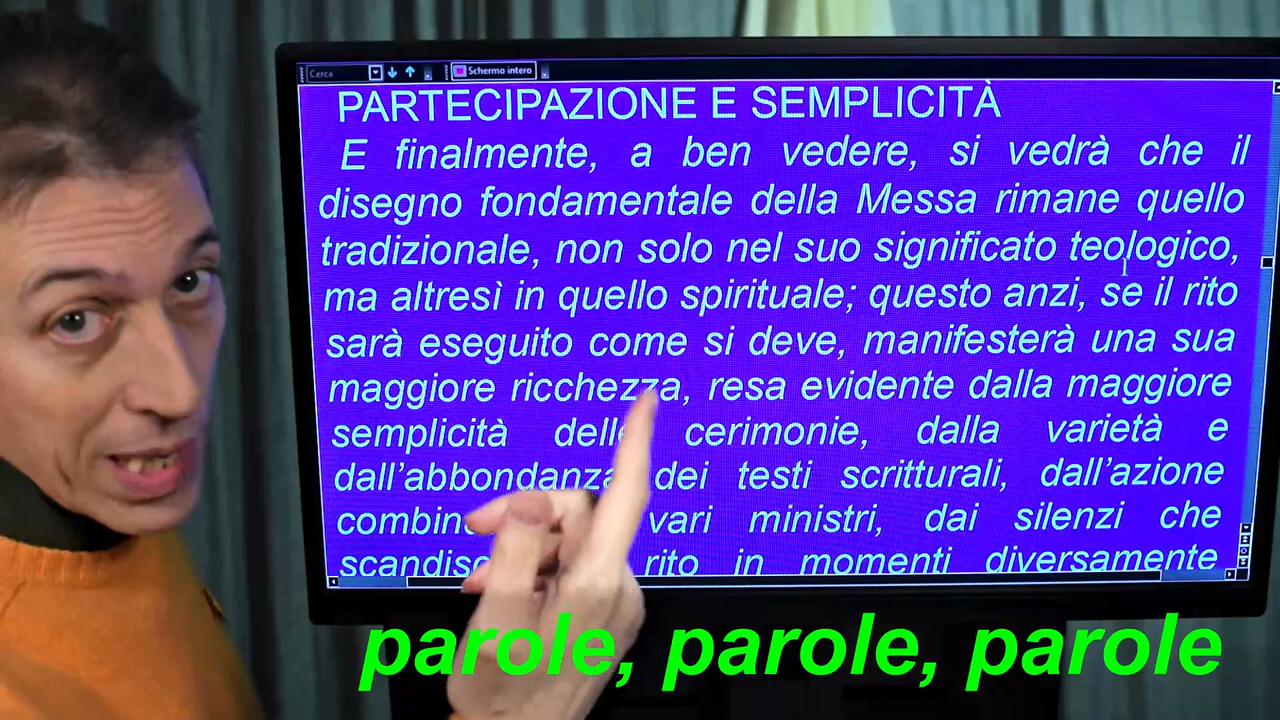 Cerca
Schermo intero
PARTECIPAZIONE E SEMPLICITÀ
E finalmente, a ben vedere, si vedrà che il
disegno fondamentale della Messa rimane quello
tradizionale, non solo nel suo significato teologico,
ma altresì in quello spirituale; questo anzi, se il rito
sarà eseguito come si deve, manifesterà una sua
maggiore ricchezza, resa evidente dalla maggiore
semplicità delle cerimonie, dalla varietà e
dall’abbondanza dei testi scritturali, dall’azione
vari ministri, dai silenzi che
rito in momenti diversamente
parole, parole, parole